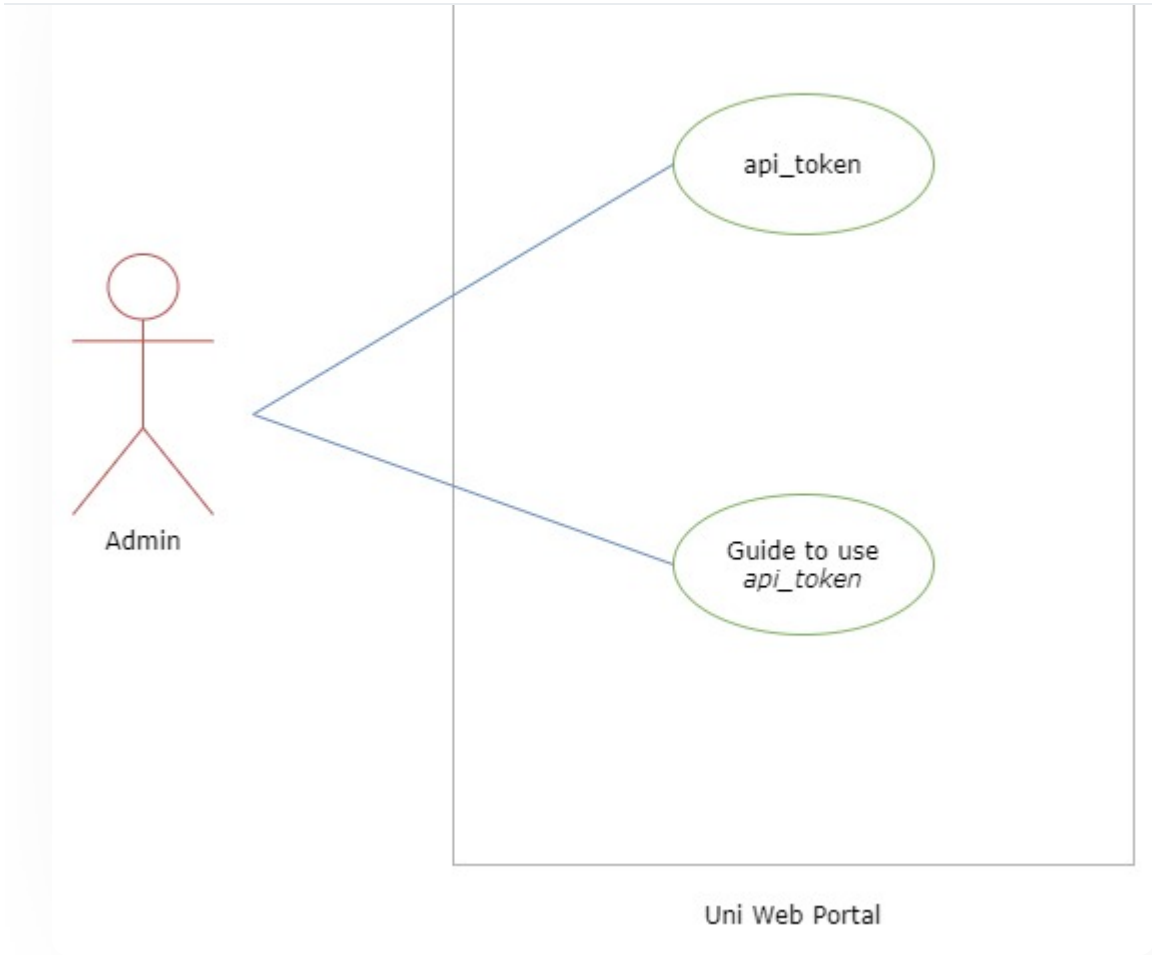 api_token
Admin
Guide to use
api_token
Uni Web Portal